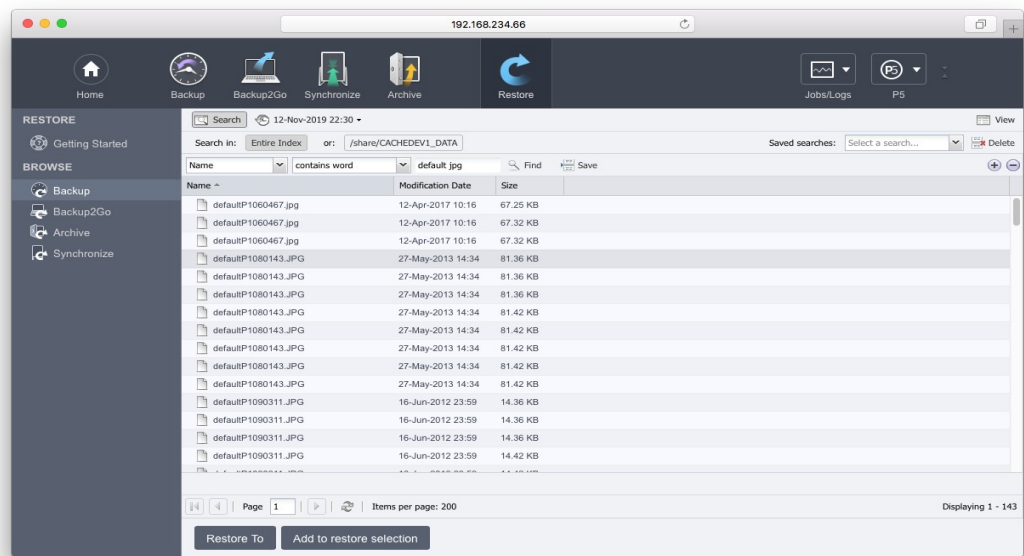 192.168.234.66
Home
Backup
Backup2Go
Synchronize
Archive
Restore
Jobs/Logs
P5
P5
RESTORE
Getting Started
BROWSE
Backup
Backup2Go
Archive
Synchronize
Search 12-Nov-2019 22:30
View
Search in: Entire Index or: /share/CACHEDEV1_DATA
Saved searches: Select a search... Delete
Name contains word default jpg Find Save
Name Modification Date Size
defaultP1060467.jpg 12-Apr-2017 10:16 67.25 KB
defaultP1060467.jpg 12-Apr-2017 10:16 67.32 KB
defaultP1060467.jpg 12-Apr-2017 10:16 67.32 KB
defaultP1080143.JPG 27-May-2013 14:34 81.36 KB
defaultP1080143.JPG 27-May-2013 14:34 81.36 KB
defaultP1080143.JPG 27-May-2013 14:34 81.36 KB
defaultP1080143.JPG 27-May-2013 14:34 81.42 KB
defaultP1080143.JPG 27-May-2013 14:34 81.42 KB
defaultP1080143.JPG 27-May-2013 14:34 81.42 KB
defaultP1080143.JPG 27-May-2013 14:34 81.42 KB
defaultP1080143.JPG 27-May-2013 14:34 81.42 KB
defaultP1090311.JPG 16-Jun-2012 23:59 14.36 KB
defaultP1090311.JPG 16-Jun-2012 23:59 14.36 KB
defaultP1090311.JPG 16-Jun-2012 23:59 14.36 KB
defaultP1090311.JPG 16-Jun-2012 23:59 14.42 KB
Page 1 Items per page: 200
Displaying 1 - 143
Restore To
Add to restore selection